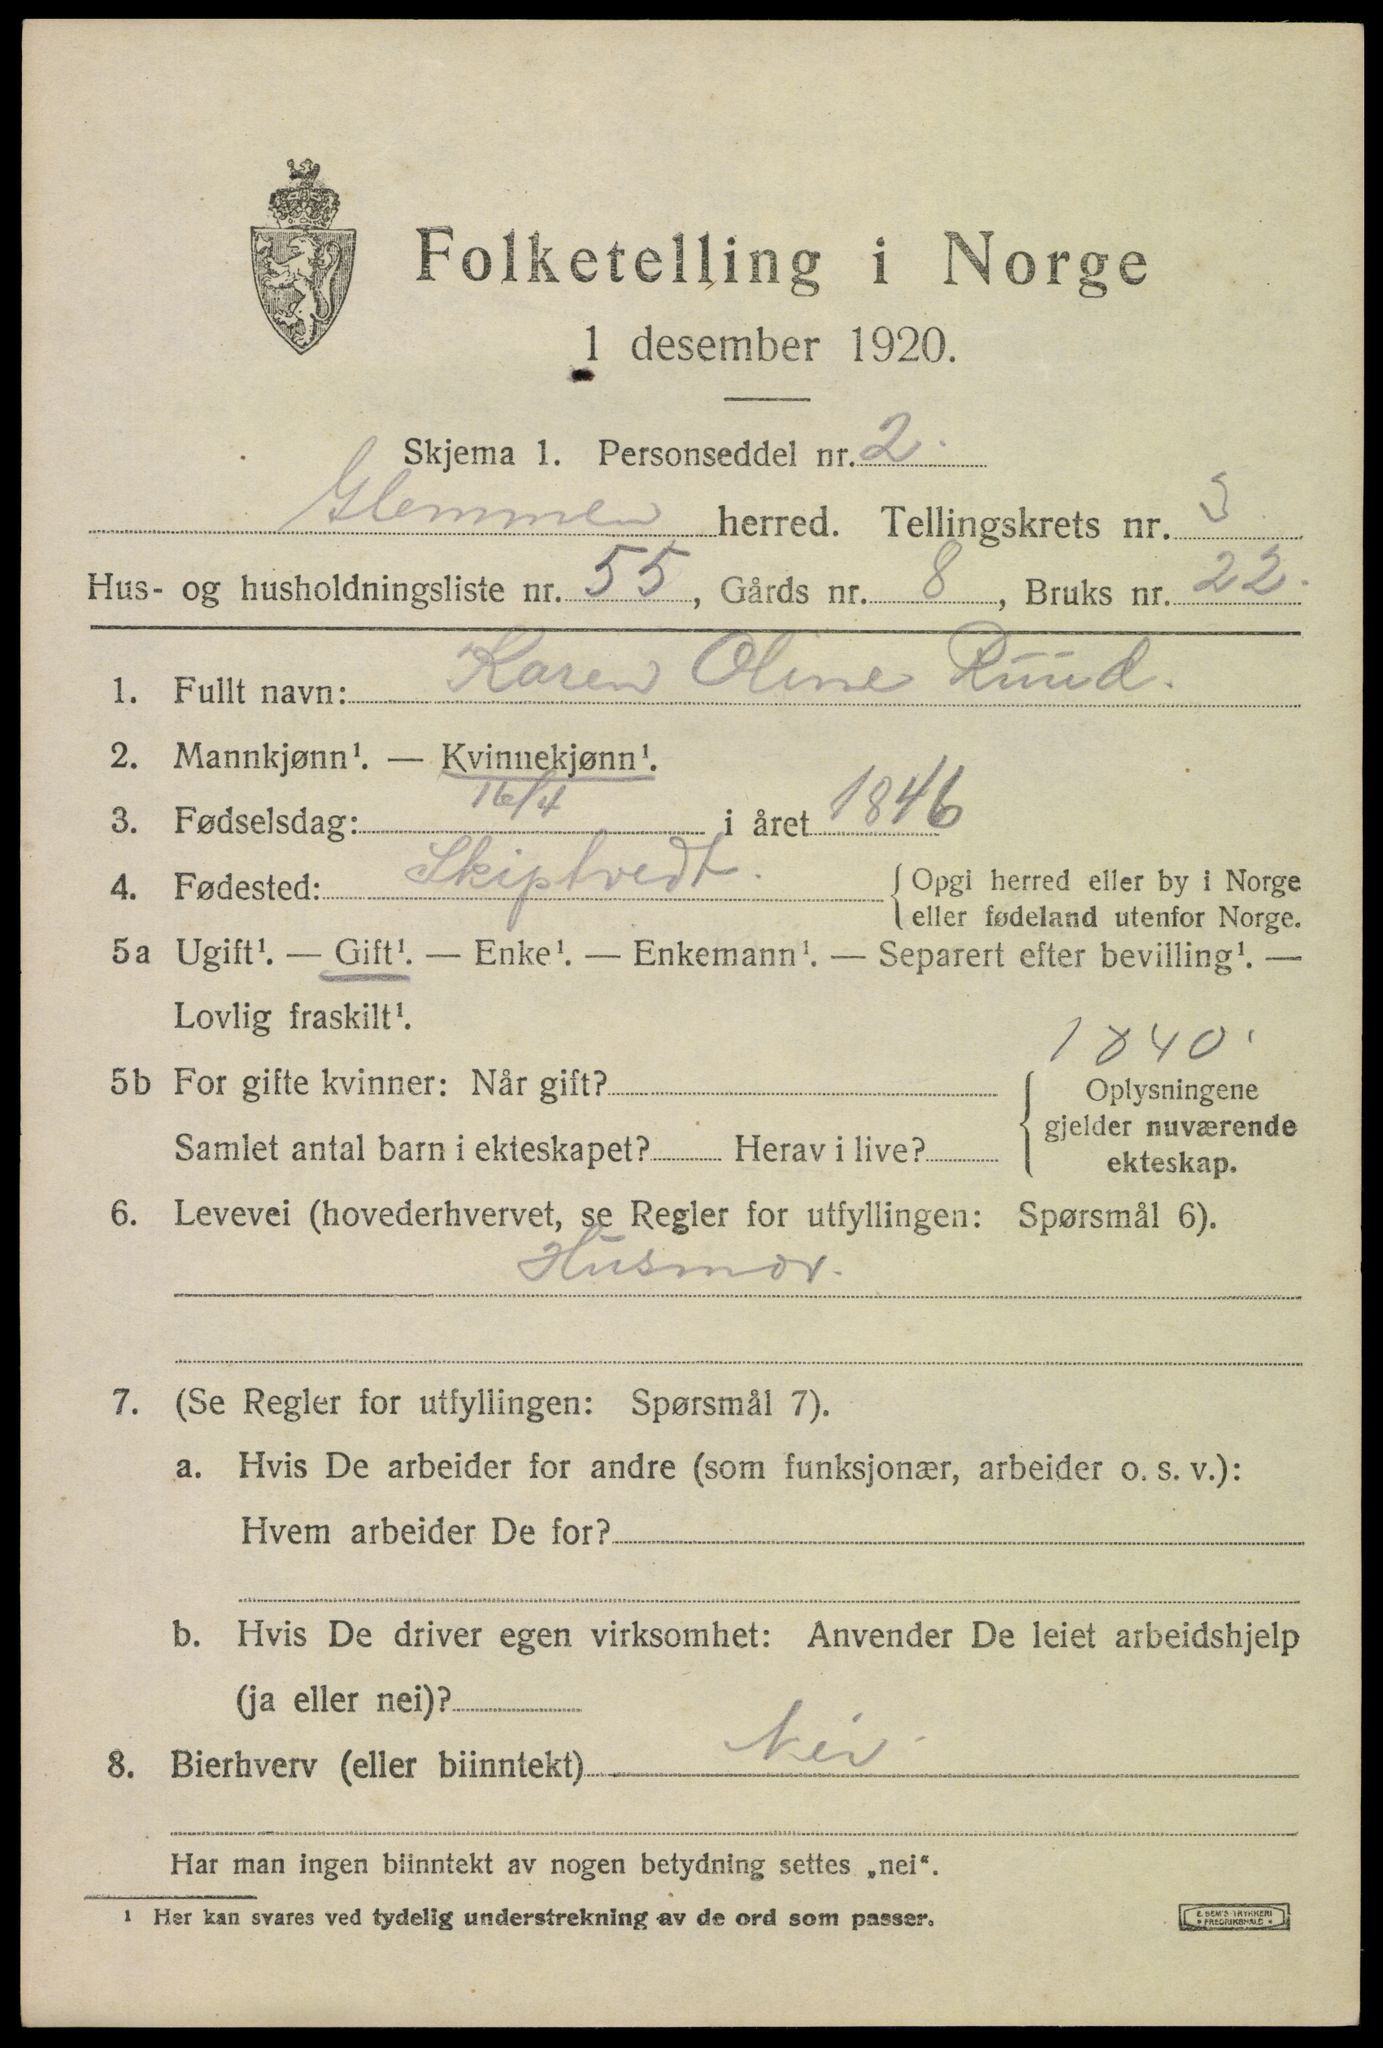 Folketelling i Norge
1 desember 1920.
Skjema 1. Personseddel nr. 2.
Glemmen herred. Tellingskrets nr. 3
Hus- og husholdningsliste nr. 55, Gårds nr. 8, Bruks nr. 22.
1. Fullt navn: Karen Oline Ruud.
2. Mannkjønn¹. — Kvinnekjønn¹.
3. Fødselsdag: 16/4 i året 1846
4. Fødested: Skiptvedt. { Opgi herred eller by i Norge
eller fødeland utenfor Norge.
5a Ugift¹. — Gift¹. — Enke¹. — Enkemann¹. — Separert efter bevilling¹. —
Lovlig fraskilt¹.
1840.
5b For gifte kvinner: Når gift? { Oplysningene
gjelder nuværende
Samlet antal barn i ekteskapet? Herav i live? ekteskap.
6. Levevei (hovederhvervet, se Regler for utfyllingen: Spørsmål 6).
Husmor.
7. (Se Regler for utfyllingen: Spørsmål 7).
a. Hvis De arbeider for andre (som funksjonær, arbeider o. s. v.):
Hvem arbeider De for?
b. Hvis De driver egen virksomhet: Anvender De leiet arbeidshjelp
(ja eller nei)?
8. Bierhverv (eller biinntekt) Nei.
Har man ingen biinntekt av nogen betydning settes „nei“.
¹ Her kan svares ved tydelig understrekning av de ord som passer.
E. SEM'S TRYKKERI
* FREDRIKSHALD *